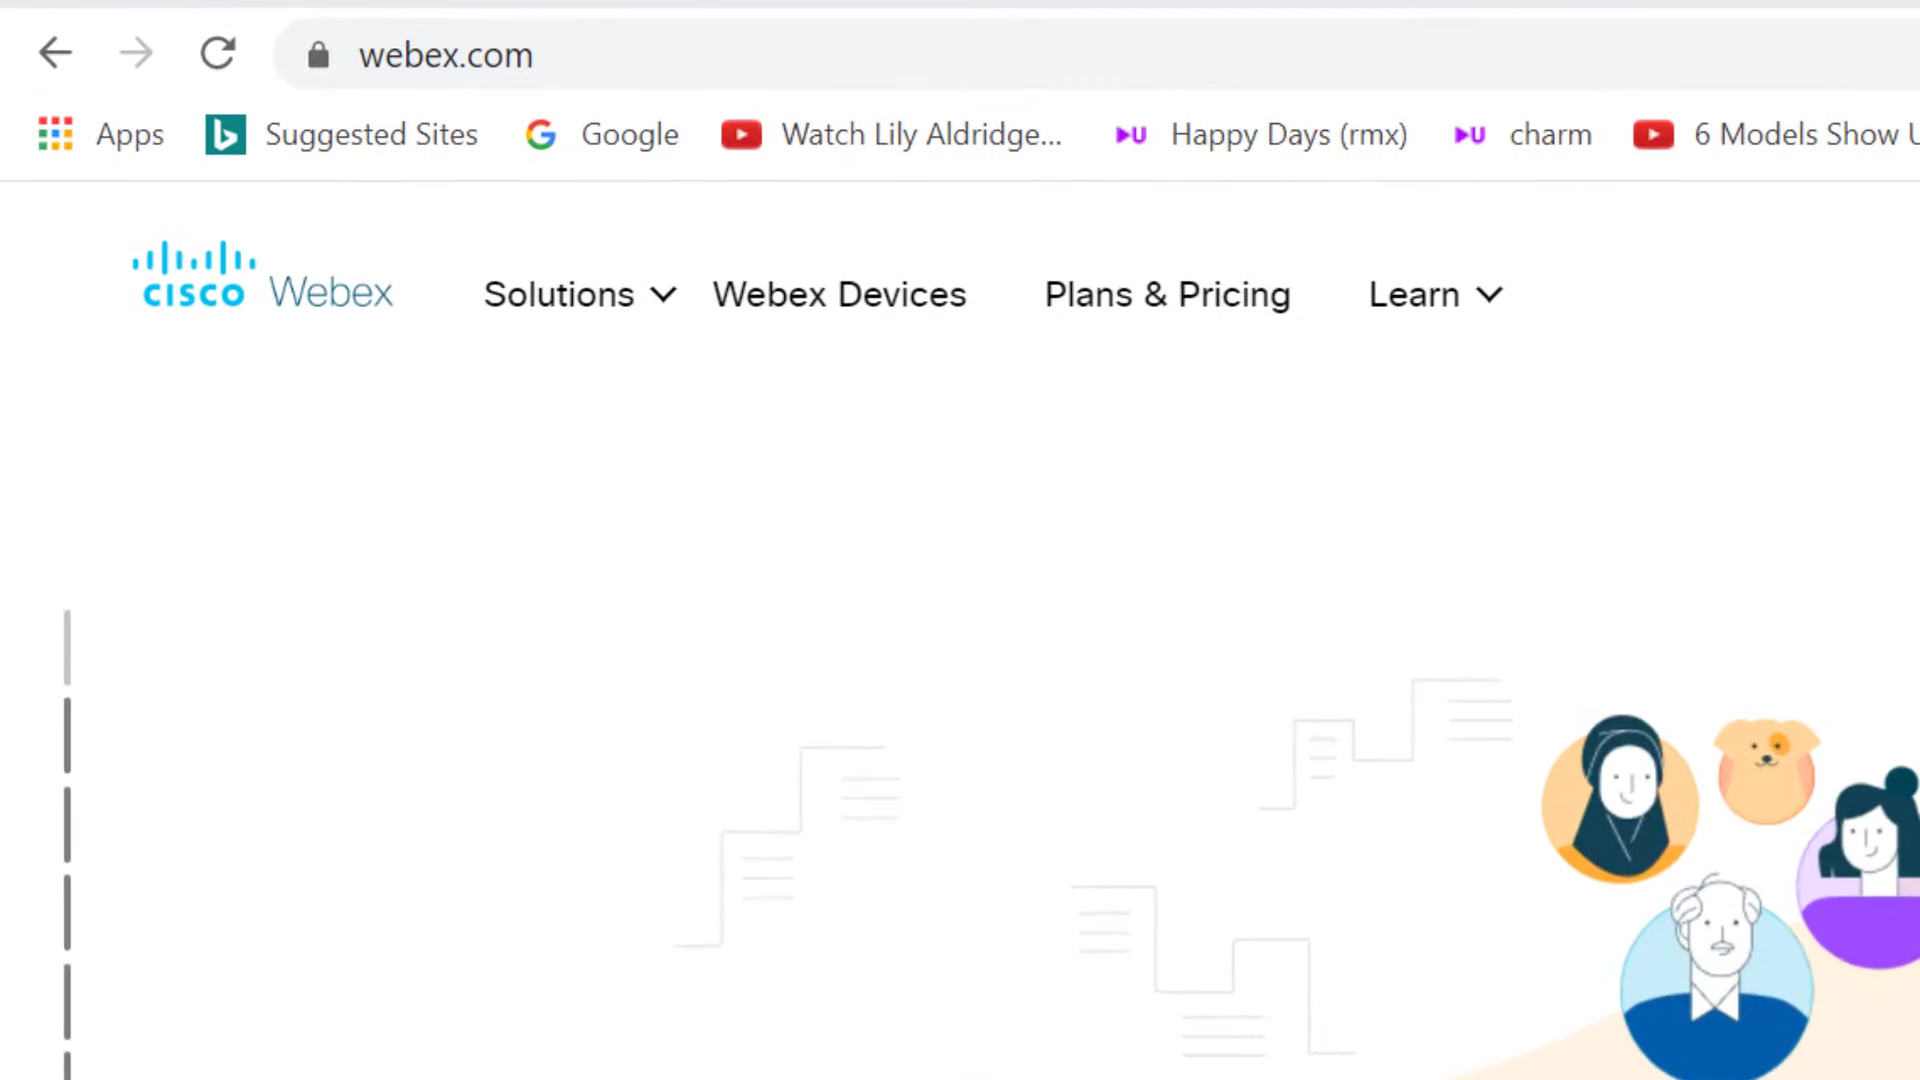 webex.com
Apps Suggested Sites Google Watch Lily Aldridge... Happy Days (rmx) charm 6 Models Show
CISCO Webex Solutions Webex Devices Plans & Pricing Learn